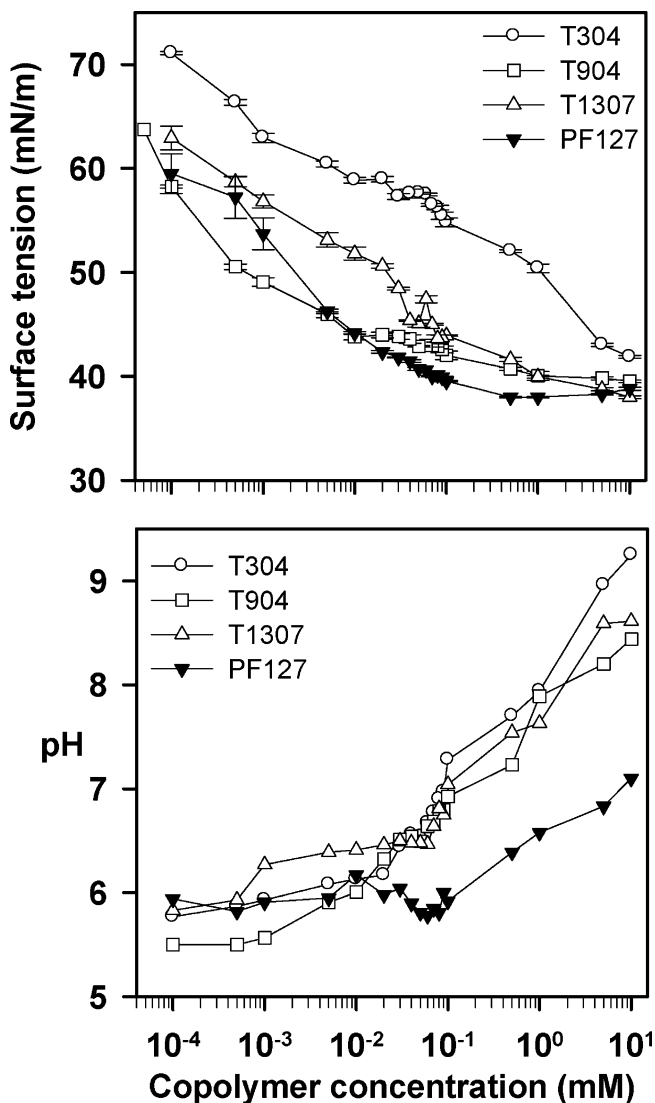 Surface tension (mN/m)
70
60
50
40
30
T304
T904
T1307
PF127
pH
9
8
7
6
5
T304
T904
T1307
PF127
10⁻⁴ 10⁻³ 10⁻² 10⁻¹ 10⁰ 10¹
Copolymer concentration (mM)